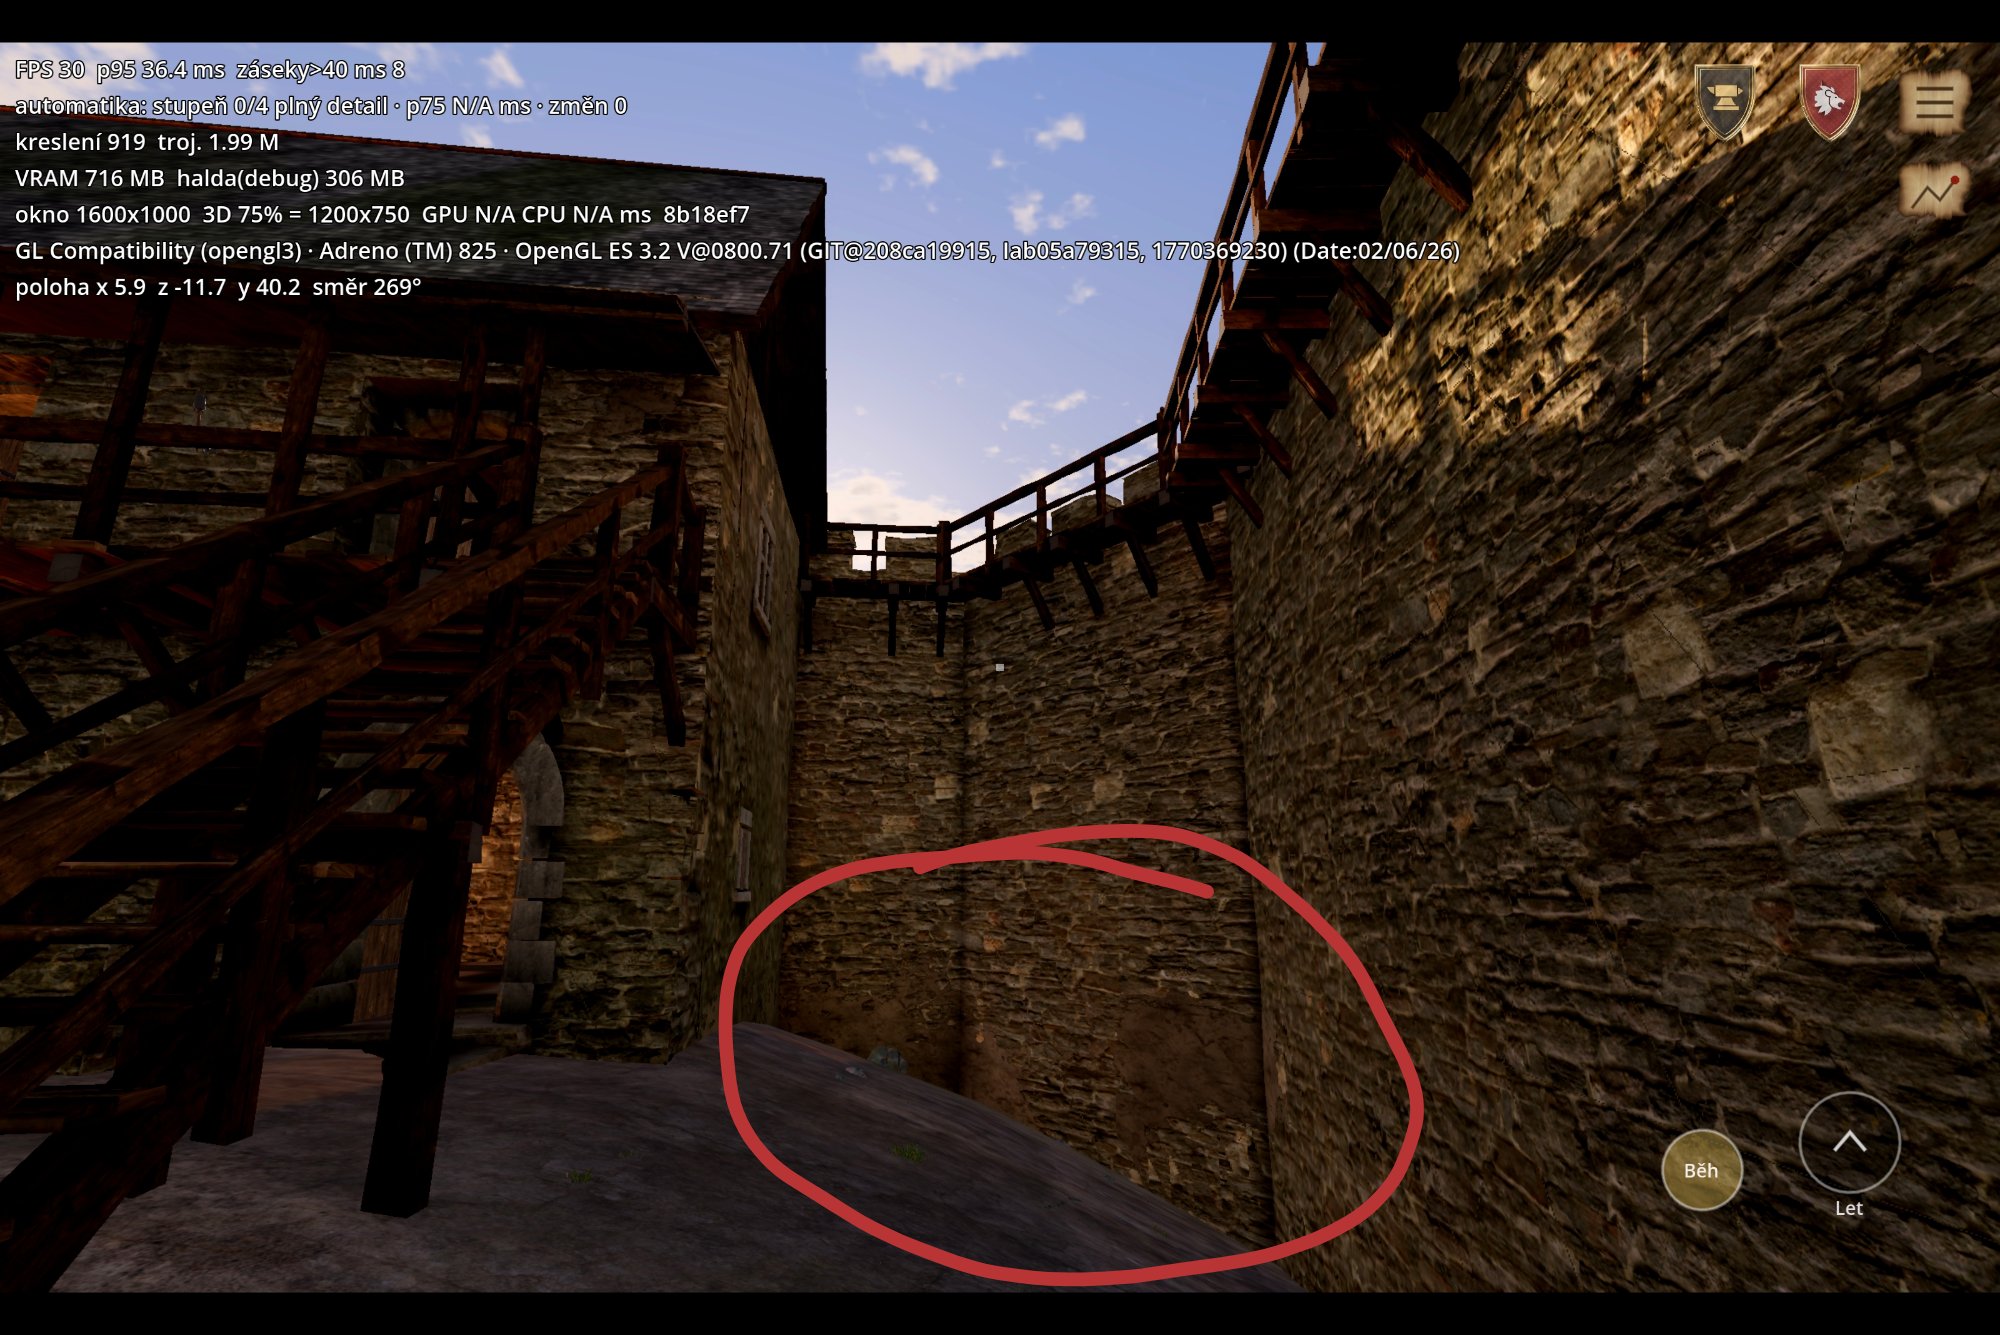 FPS 30  p95 36.4 ms  záseky>40 ms 8
automatika: stupeň 0/4 plný detail · p75 N/A ms · změn 0
kreslení 919  troj. 1.99 M
VRAM 716 MB  halda(debug) 306 MB
okno 1600x1000  3D 75% = 1200x750  GPU N/A CPU N/A ms  8b18ef7
GL Compatibility (opengl3) · Adreno (TM) 825 · OpenGL ES 3.2 V@0800.71 (GIT@208ca19915, Iab05a79315, 1770369230) (Date:02/06/26)
poloha x 5.9  z -11.7  y 40.2  směr 269°
Běh
Let